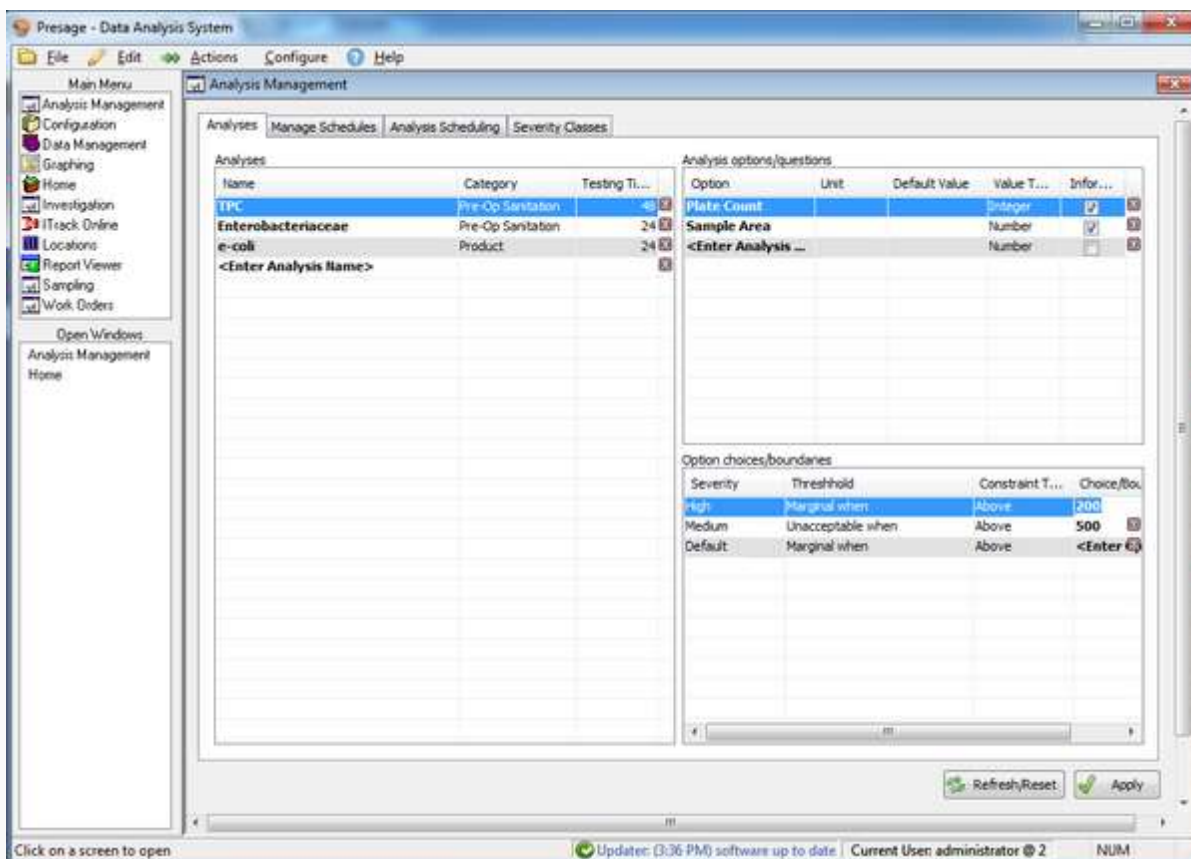 Presage - Data Analysis System
File Edit Actions Configure Help
Main Menu
Analysis Management
Configuration
Data Management
Graphing
Home
Investigation
ITrack Online
Locations
Report Viewer
Sampling
Work Orders
Open Windows
Analysis Management
Home
Analysis Management
Analyses Manage Schedules Analysis Scheduling Severity Classes
Analyses
Name Category Testing Ti...
TPC Pre-Op Sanitation 48
Enterobacteriaceae Pre-Op Sanitation 24
e-coli Product 24
<Enter Analysis Name>
Analysis options/questions
Option Unit Default Value Value T... Infor...
Plate Count Integer
Sample Area Number
<Enter Analysis ... Number
Option choices/boundaries
Severity Threshhold Constraint T... Choice/Bou
High Marginal when Above 200
Medium Unacceptable when Above 500
Default Marginal when Above <Enter
Refresh/Reset Apply
Click on a screen to open Updater: (3:36 PM) software up to date Current User: administrator @ 2 NUM